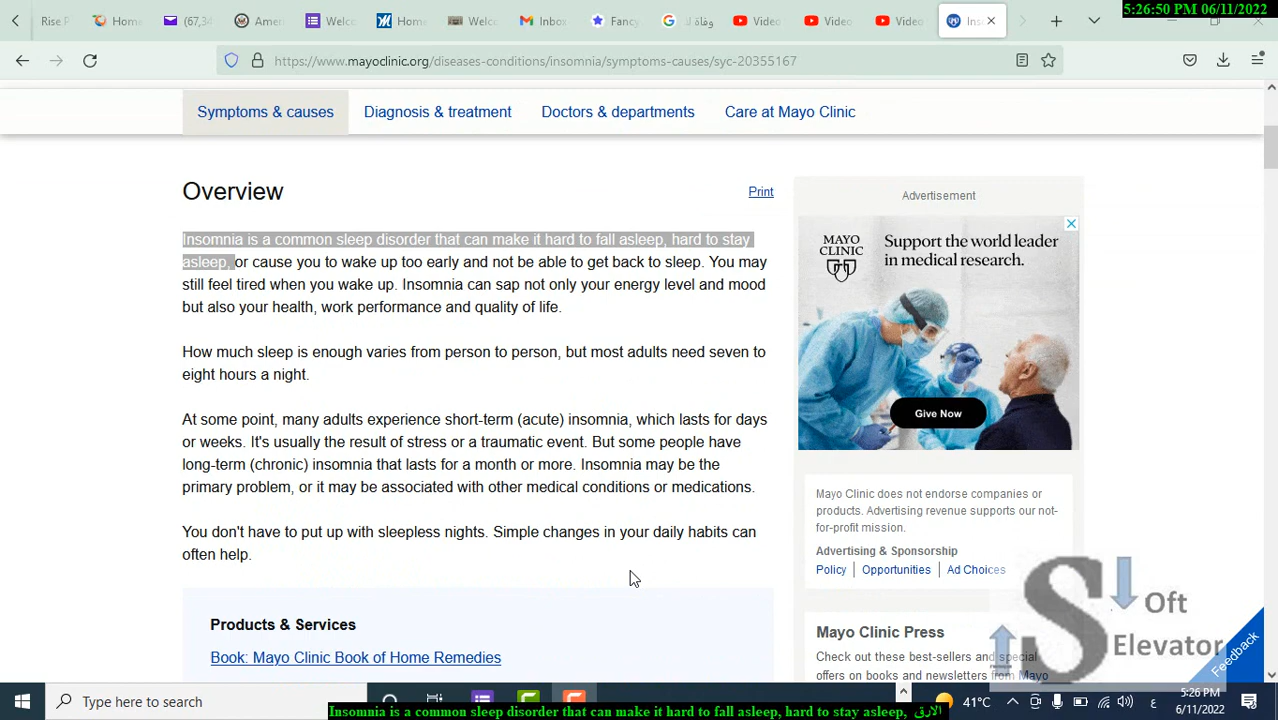 5:26:50 PM 06/11/2022
Rise P
Home
(67,34
Amer
Welco
Home
Welco
Inbo
Fancy
وفاة ا
Video
Video
Video
Ins
https://www.mayoclinic.org/diseases-conditions/insomnia/symptoms-causes/syc-20355167
Symptoms & causes
Diagnosis & treatment
Doctors & departments
Care at Mayo Clinic
Overview
Print
Insomnia is a common sleep disorder that can make it hard to fall asleep, hard to stay
asleep, or cause you to wake up too early and not be able to get back to sleep. You may
still feel tired when you wake up. Insomnia can sap not only your energy level and mood
but also your health, work performance and quality of life.
How much sleep is enough varies from person to person, but most adults need seven to
eight hours a night.
At some point, many adults experience short-term (acute) insomnia, which lasts for days
or weeks. It's usually the result of stress or a traumatic event. But some people have
long-term (chronic) insomnia that lasts for a month or more. Insomnia may be the
primary problem, or it may be associated with other medical conditions or medications.
You don't have to put up with sleepless nights. Simple changes in your daily habits can
often help.
Products & Services
Book: Mayo Clinic Book of Home Remedies
Advertisement
MAYO
CLINIC
Support the world leader
in medical research.
Give Now
Mayo Clinic does not endorse companies or
products. Advertising revenue supports our not-
for-profit mission.
Advertising & Sponsorship
Policy
Opportunities
Ad Choices
Mayo Clinic Press
Check out these best-sellers and special
offers on books and newsletters from Mayo
SOft
Elevator
Feedback
Type here to search
41°C
ع
5:26 PM
6/11/2022
Insomnia is a common sleep disorder that can make it hard to fall asleep, hard to stay asleep, الارق